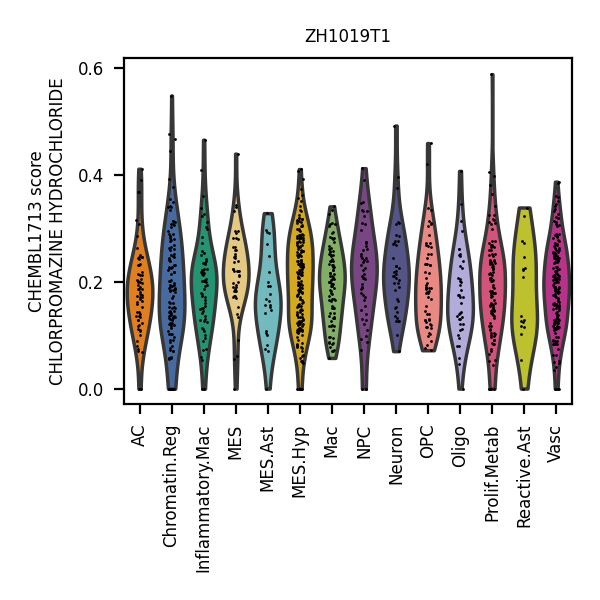 ZH1019T1
CHEMBL1713 score
CHLORPROMAZINE HYDROCHLORIDE
0.6
0.4
0.2
0.0
AC
Chromatin.Reg
Inflammatory.Mac
MES
MES.Ast
MES.Hyp
Mac
NPC
Neuron
OPC
Oligo
Prolif.Metab
Reactive.Ast
Vasc